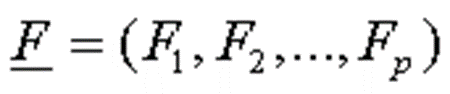 F̲ = (F₁, F₂,..., Fₚ)